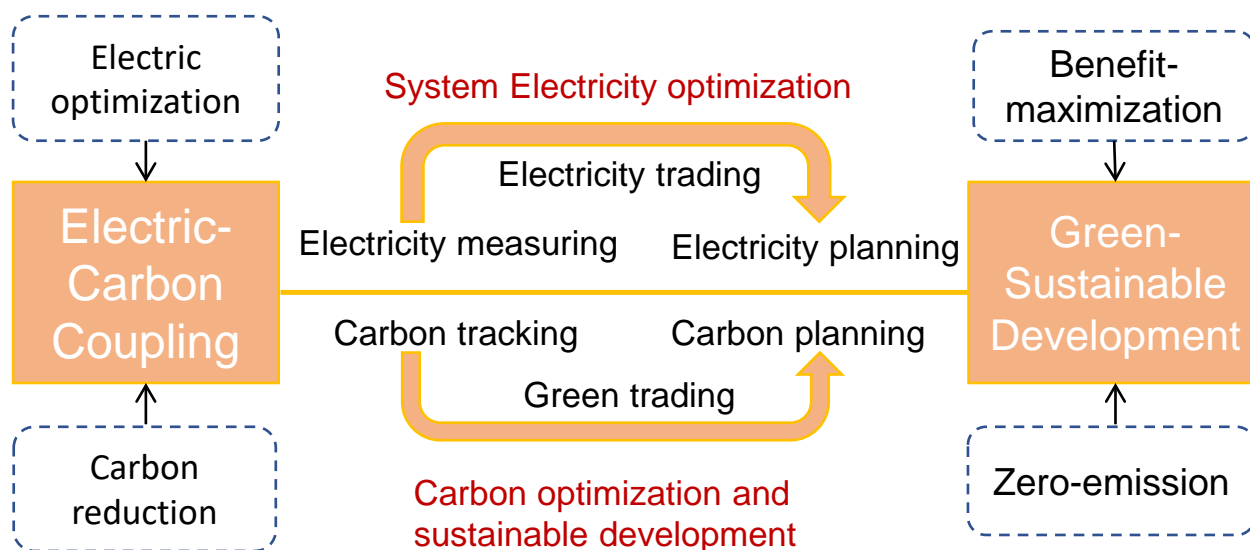 Electric
optimization
System Electricity optimization
Benefit-
maximization
Electricity trading
Electric-
Carbon
Coupling
Electricity measuring
Electricity planning
Green-
Sustainable
Development
Carbon tracking
Carbon planning
Green trading
Carbon
reduction
Carbon optimization and
sustainable development
Zero-emission